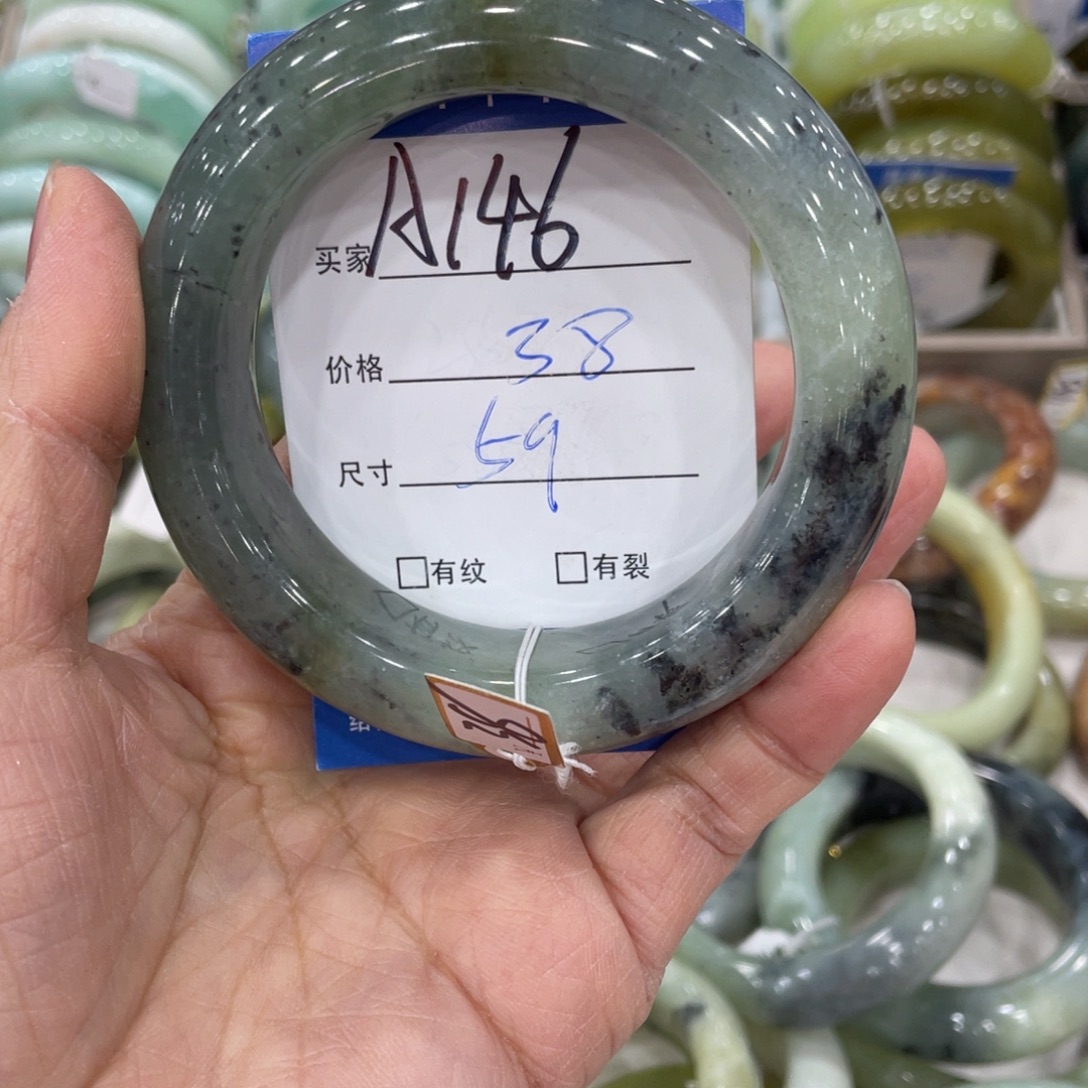 买家 A146
价格 38
尺寸 59
□有纹 □有裂